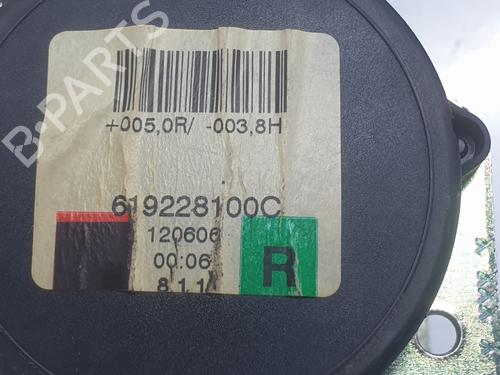 B-PARTS
+005,0R/ -003,8H
619228100C
120606
00:06
R
8 1 1